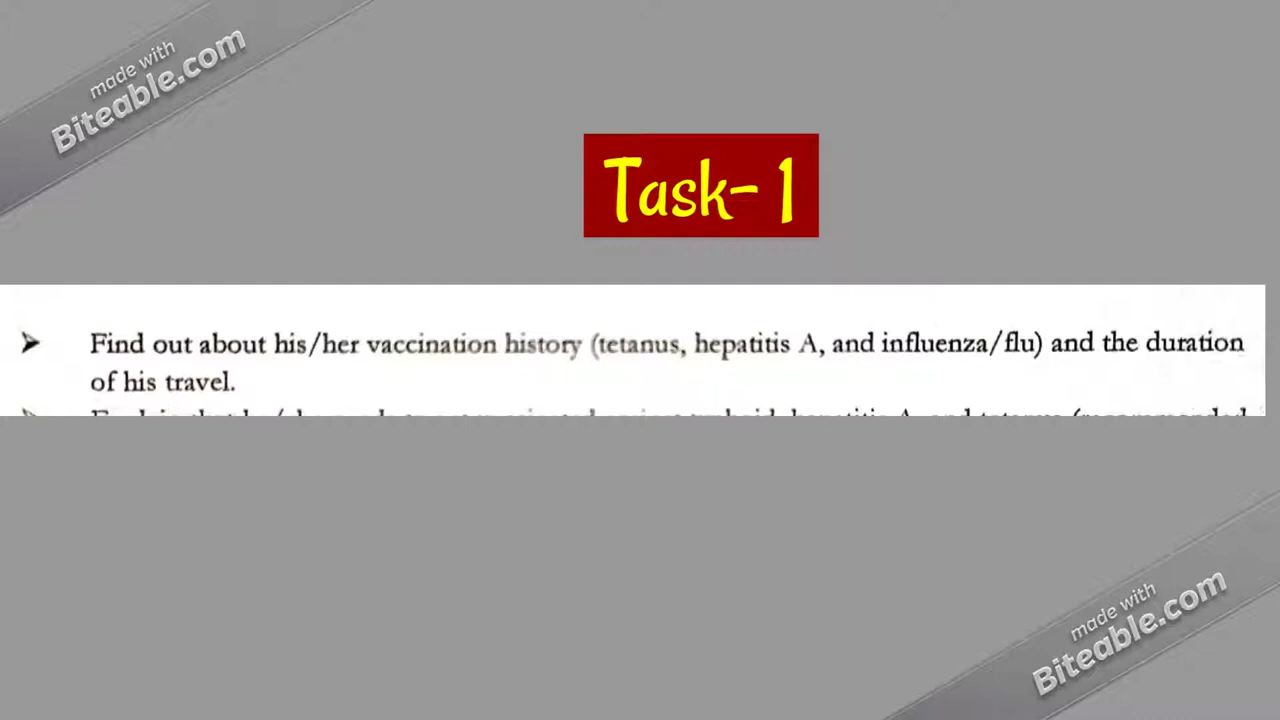 made with
Biteable.com
Task- 1
➤ Find out about his/her vaccination history (tetanus, hepatitis A, and influenza/flu) and the duration
of his travel.
made with
Biteable.com